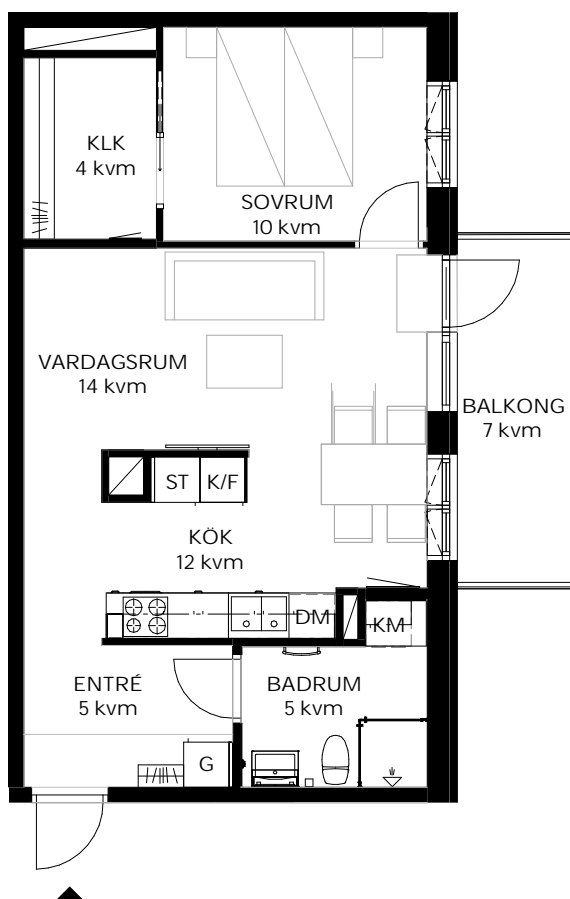 KLK
4 kvm
SOVRUM
10 kvm
VARDAGSRUM
14 kvm
BALKONG
7 kvm
ST
K/F
KÖK
12 kvm
DM
KM
ENTRÉ
5 kvm
BADRUM
5 kvm
G